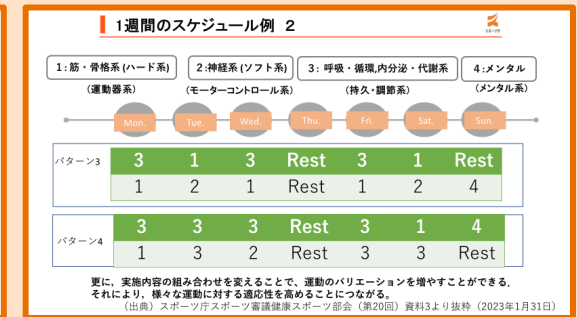 1週間のスケジュール例 2
スポーツ庁
1:筋・骨格系(ハード系)
2:神経系(ソフト系)
3:呼吸・循環,内分泌・代謝系
4:メンタル
(運動器系)
(モーターコントロール系)
(持久・調節系)
(メンタル系)
Mon. Tue. Wed. Thu. Fri. Sat. Sun.
パターン3
3 1 3 Rest 3 1 Rest
1 2 1 Rest 1 2 4
パターン4
3 3 3 Rest 3 1 4
1 3 2 Rest 3 3 Rest
更に,実施内容の組み合わせを変えることで、運動のバリエーションを増やすことができる.
それにより,様々な運動に対する適応性を高めることにつながる。
(出典)スポーツ庁スポーツ審議健康スポーツ部会(第20回)資料3より抜粋(2023年1月31日)